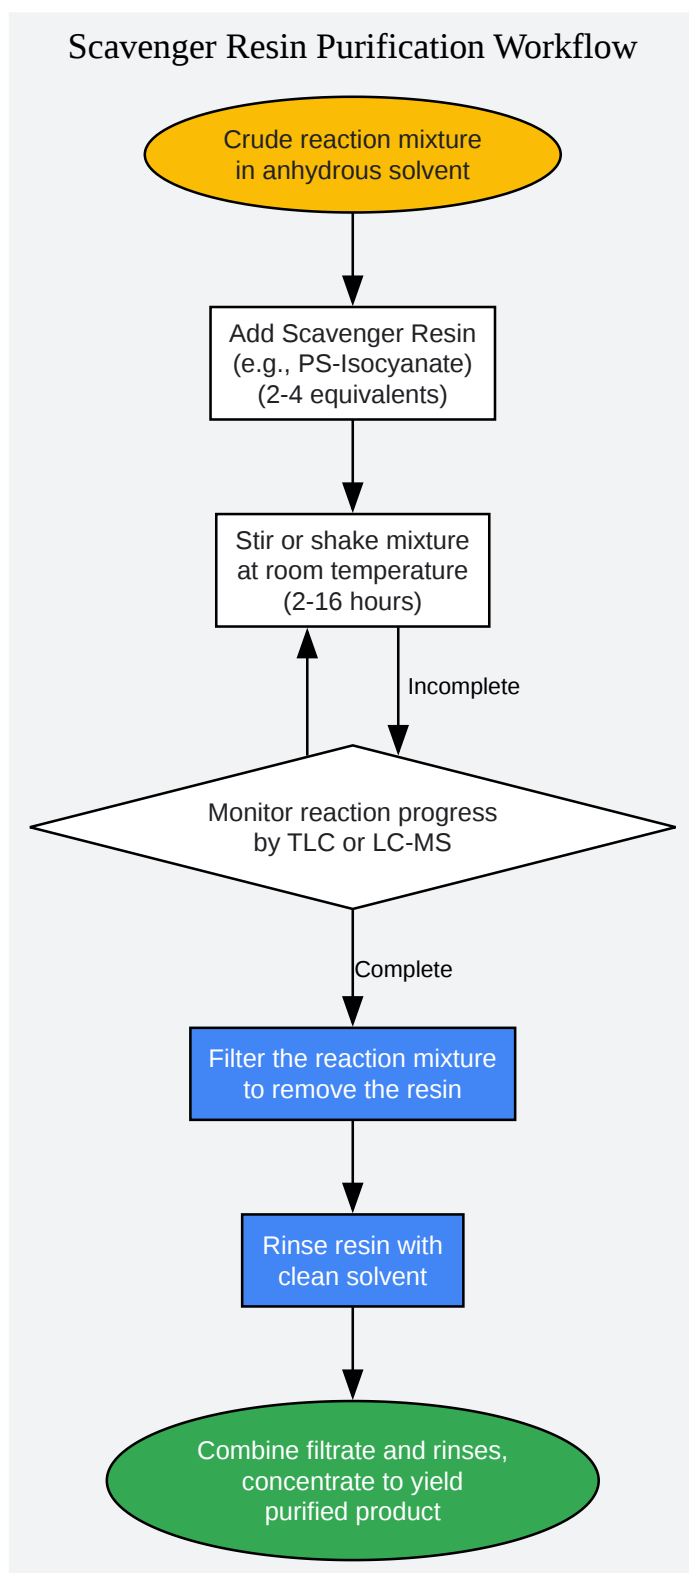 Scavenger Resin Purification Workflow
Crude reaction mixture
in anhydrous solvent
Add Scavenger Resin
(e.g., PS-Isocyanate)
(2-4 equivalents)
Stir or shake mixture
at room temperature
(2-16 hours)
Incomplete
Monitor reaction progress
by TLC or LC-MS
Complete
Filter the reaction mixture
to remove the resin
Rinse resin with
clean solvent
Combine filtrate and rinses,
concentrate to yield
purified product